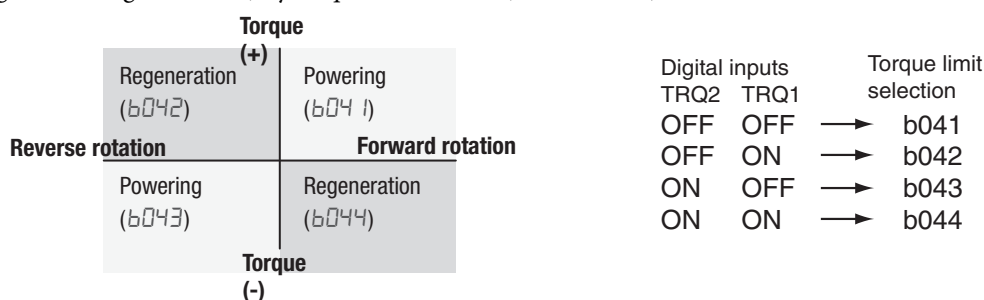 Torque
(+)
Regeneration
(b042)
Powering
(b041)
Reverse rotation
Forward rotation
Powering
(b043)
Regeneration
(b044)
Torque
(-)
Digital inputs
Torque limit
TRQ2 TRQ1
selection
OFF OFF → b041
OFF ON → b042
ON OFF → b043
ON ON → b044